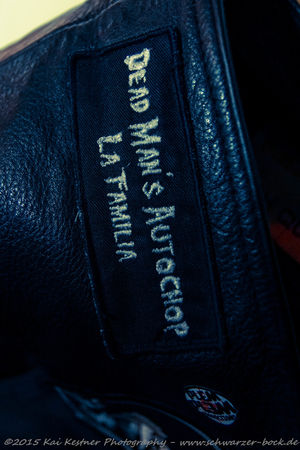 DEAD MAN'S AUTOCHOP
LA FAMILIA
©2015 Kai Kestner Photography - www.schwarzer-bock.de